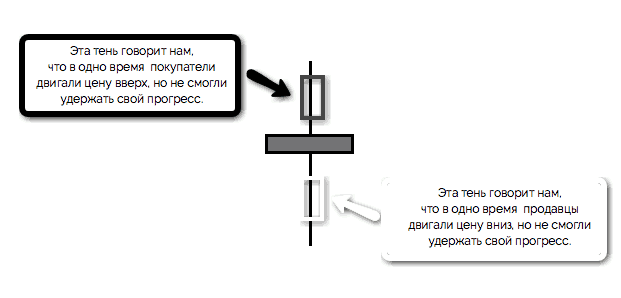 Эта тень говорит нам,
что в одно время покупатели
двигали цену вверх, но не смогли
удержать свой прогресс.
Эта тень говорит нам,
что в одно время продавцы
двигали цену вниз, но не смогли
удержать свой прогресс.